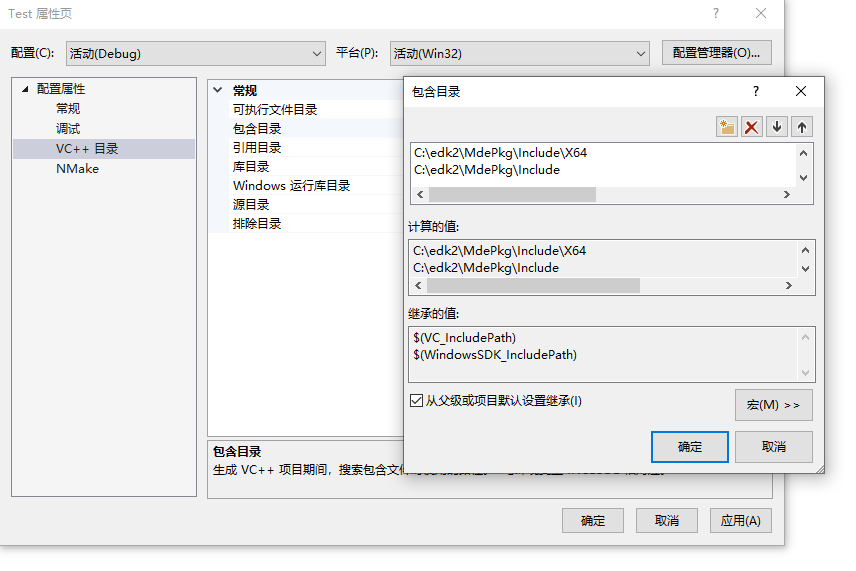 Test 属性页
配置(C):
活动(Debug)
平台(P):
活动(Win32)
配置管理器(O)...
配置属性
常规
调试
VC++ 目录
NMake
常规
可执行文件目录
包含目录
引用目录
库目录
Windows 运行库目录
源目录
排除目录
包含目录
生成 VC++ 项目期间，搜索包含文件
包含目录
C:\edk2\MdePkg\Include\X64
C:\edk2\MdePkg\Include
计算的值:
C:\edk2\MdePkg\Include\X64
C:\edk2\MdePkg\Include
继承的值:
$(VC_IncludePath)
$(WindowsSDK_IncludePath)
从父级或项目默认设置继承(I)
宏(M) >>
确定
取消
确定
取消
应用(A)